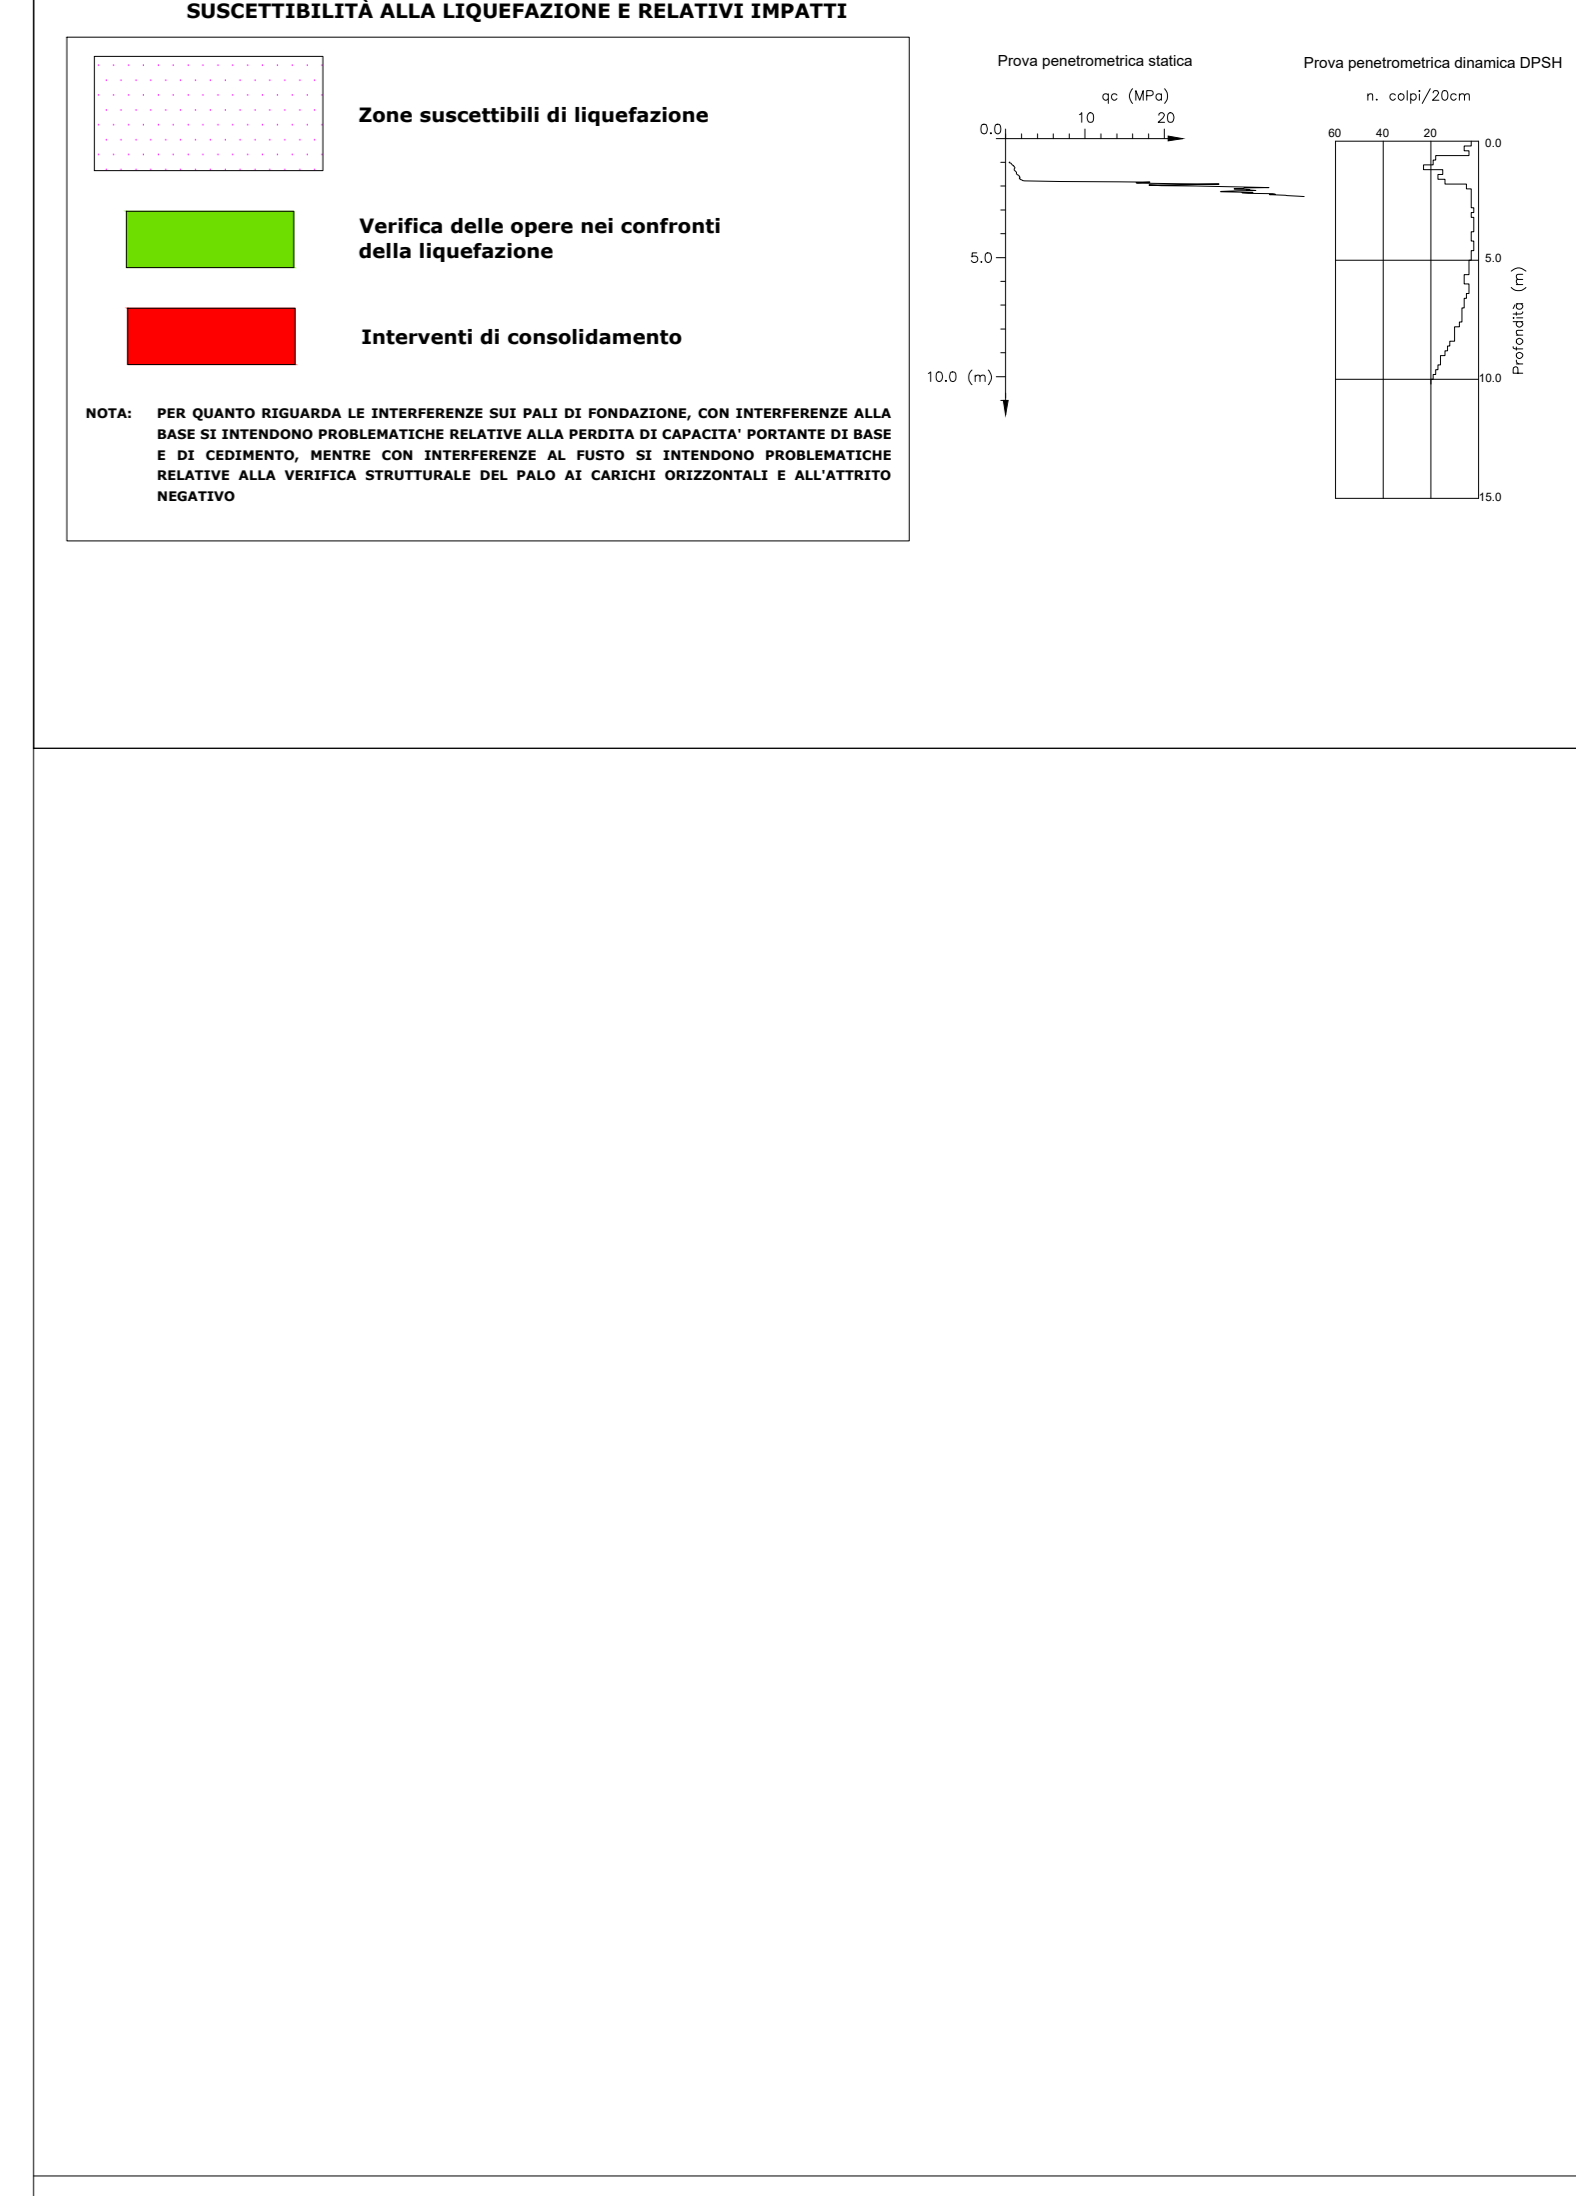 SUSCETTIBILITÀ ALLA LIQUEFAZIONE E RELATIVI IMPATTI
Zone suscettibili di liquefazione
Verifica delle opere nei confronti
della liquefazione
Interventi di consolidamento
NOTA: PER QUANTO RIGUARDA LE INTERFERENZE SUI PALI DI FONDAZIONE, CON INTERFERENZE ALLA
BASE SI INTENDONO PROBLEMATICHE RELATIVE ALLA PERDITA DI CAPACITA' PORTANTE DI BASE
E DI CEDIMENTO, MENTRE CON INTERFERENZE AL FUSTO SI INTENDONO PROBLEMATICHE
RELATIVE ALLA VERIFICA STRUTTURALE DEL PALO AI CARICHI ORIZZONTALI E ALL'ATTRITO
NEGATIVO
Prova penetrometrica statica
qc (MPa)
10 20
0.0
5.0
10.0 (m)
Prova penetrometrica dinamica DPSH
n. colpi/20cm
60 40 20
0.0
5.0
10.0
15.0
Profondità (m)